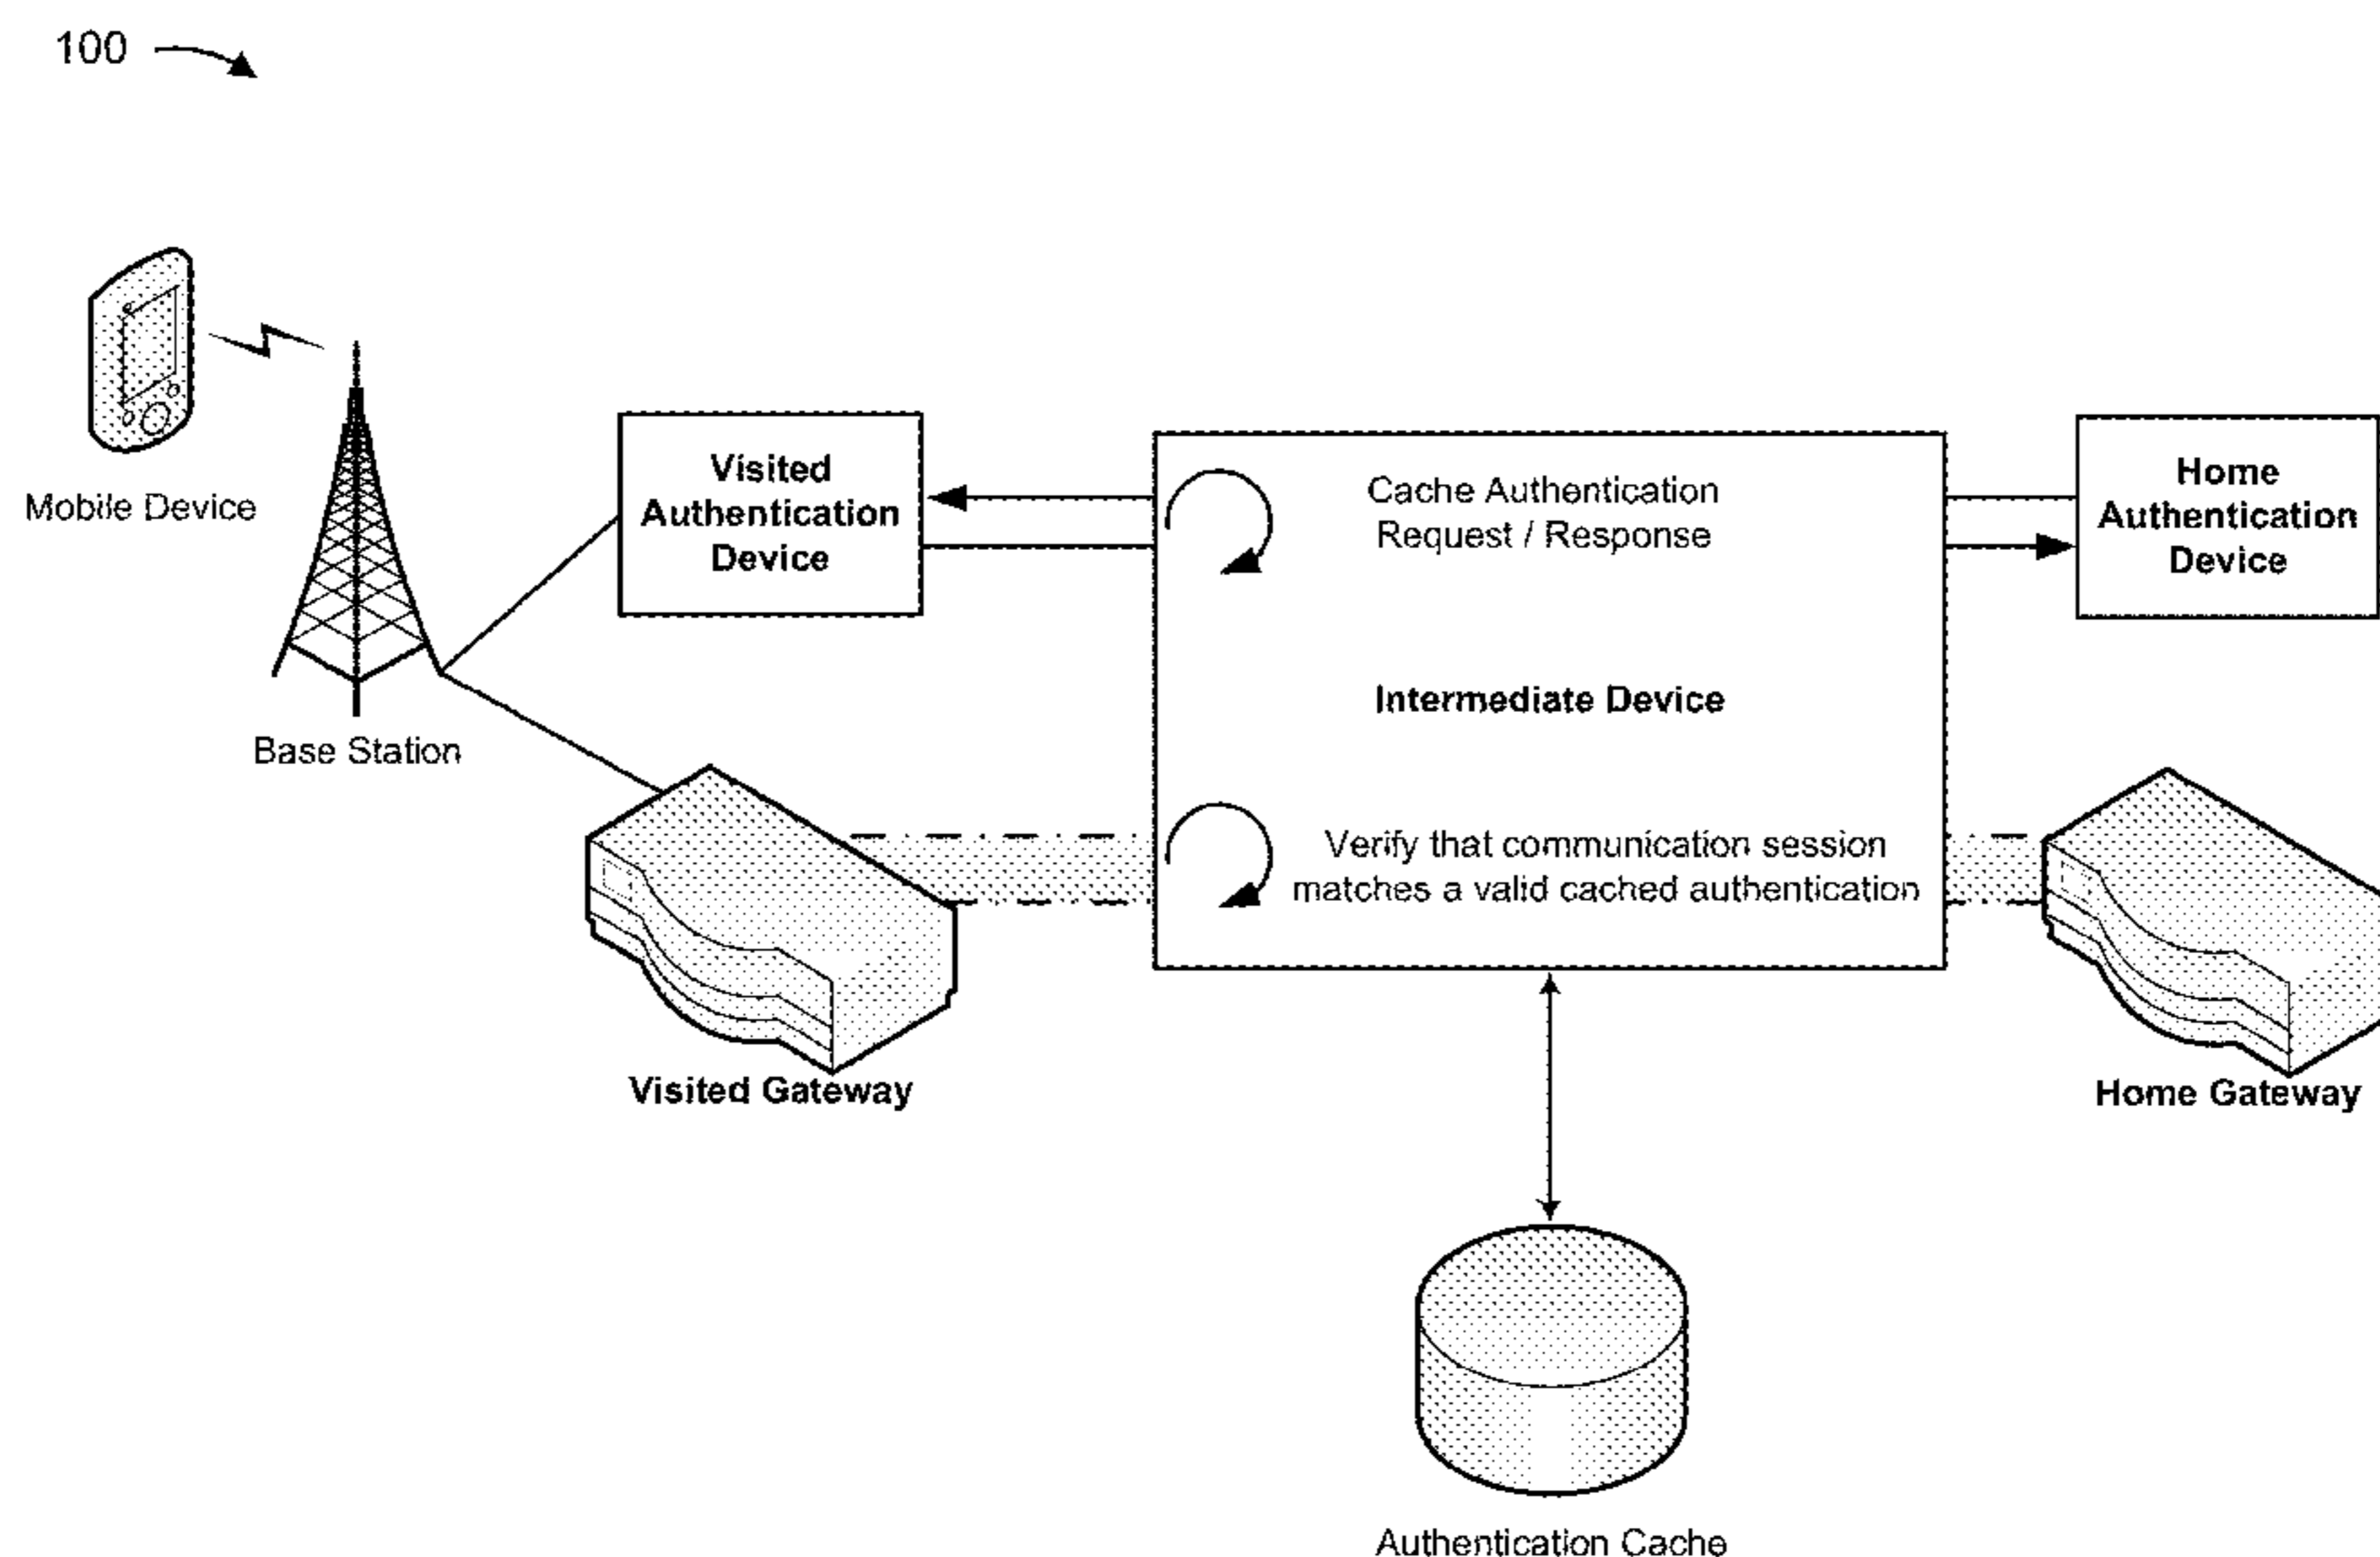 100
Mobile Device
Base Station
Visited
Authentication
Device
Cache Authentication
Request / Response
Intermediate Device
Verify that communication session
matches a valid cached authentication
Home
Authentication
Device
Visited Gateway
Home Gateway
Authentication Cache